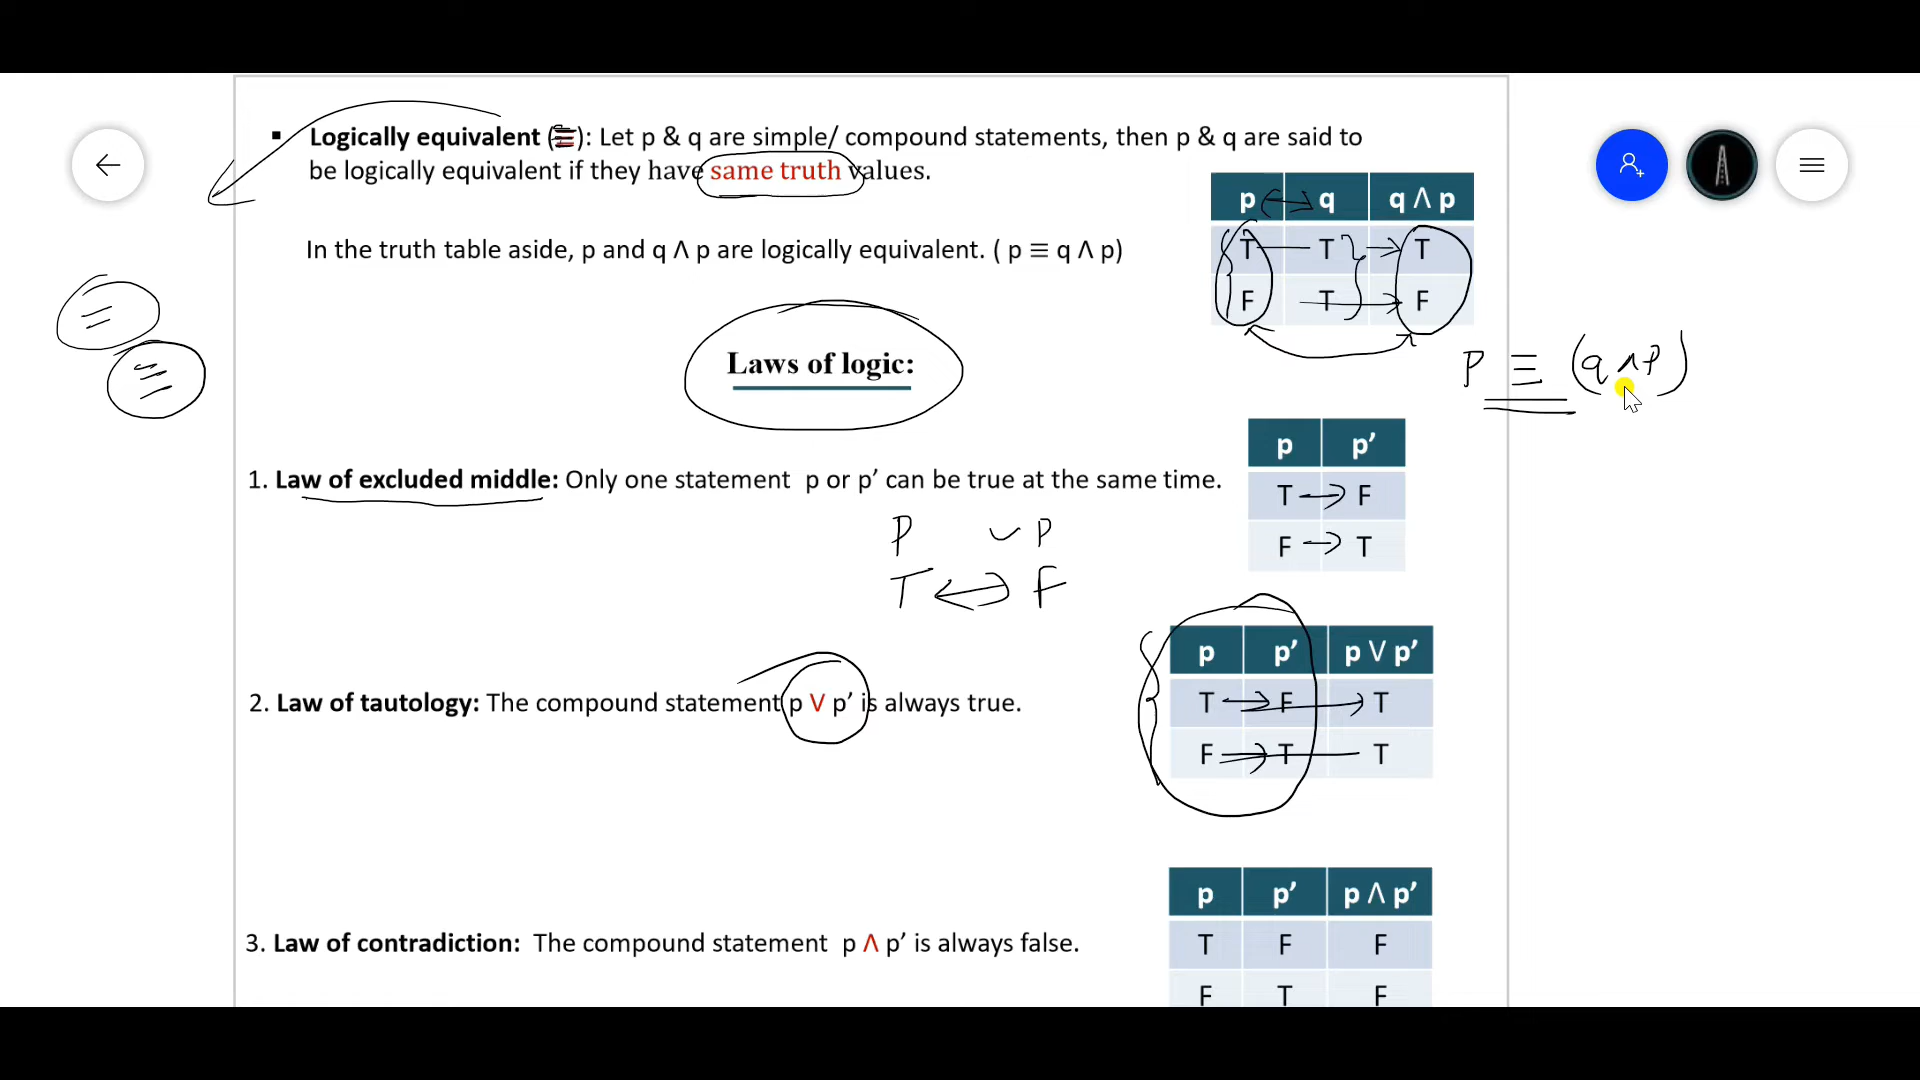 ▪ Logically equivalent (≡): Let p & q are simple/ compound statements, then p & q are said to
be logically equivalent if they have same truth values.
p q q Λ p
T T T
F T F
In the truth table aside, p and q Λ p are logically equivalent. ( p ≡ q Λ p)
=
≡
Laws of logic:
P ≡ (q ∧ P)
1. Law of excluded middle: Only one statement p or p’ can be true at the same time.
p p’
T F
F T
P ~ P
T F
2. Law of tautology: The compound statement p V p’ is always true.
p p’ p V p’
T F T
F T T
3. Law of contradiction: The compound statement p Λ p’ is always false.
p p’ p Λ p’
T F F
F T F